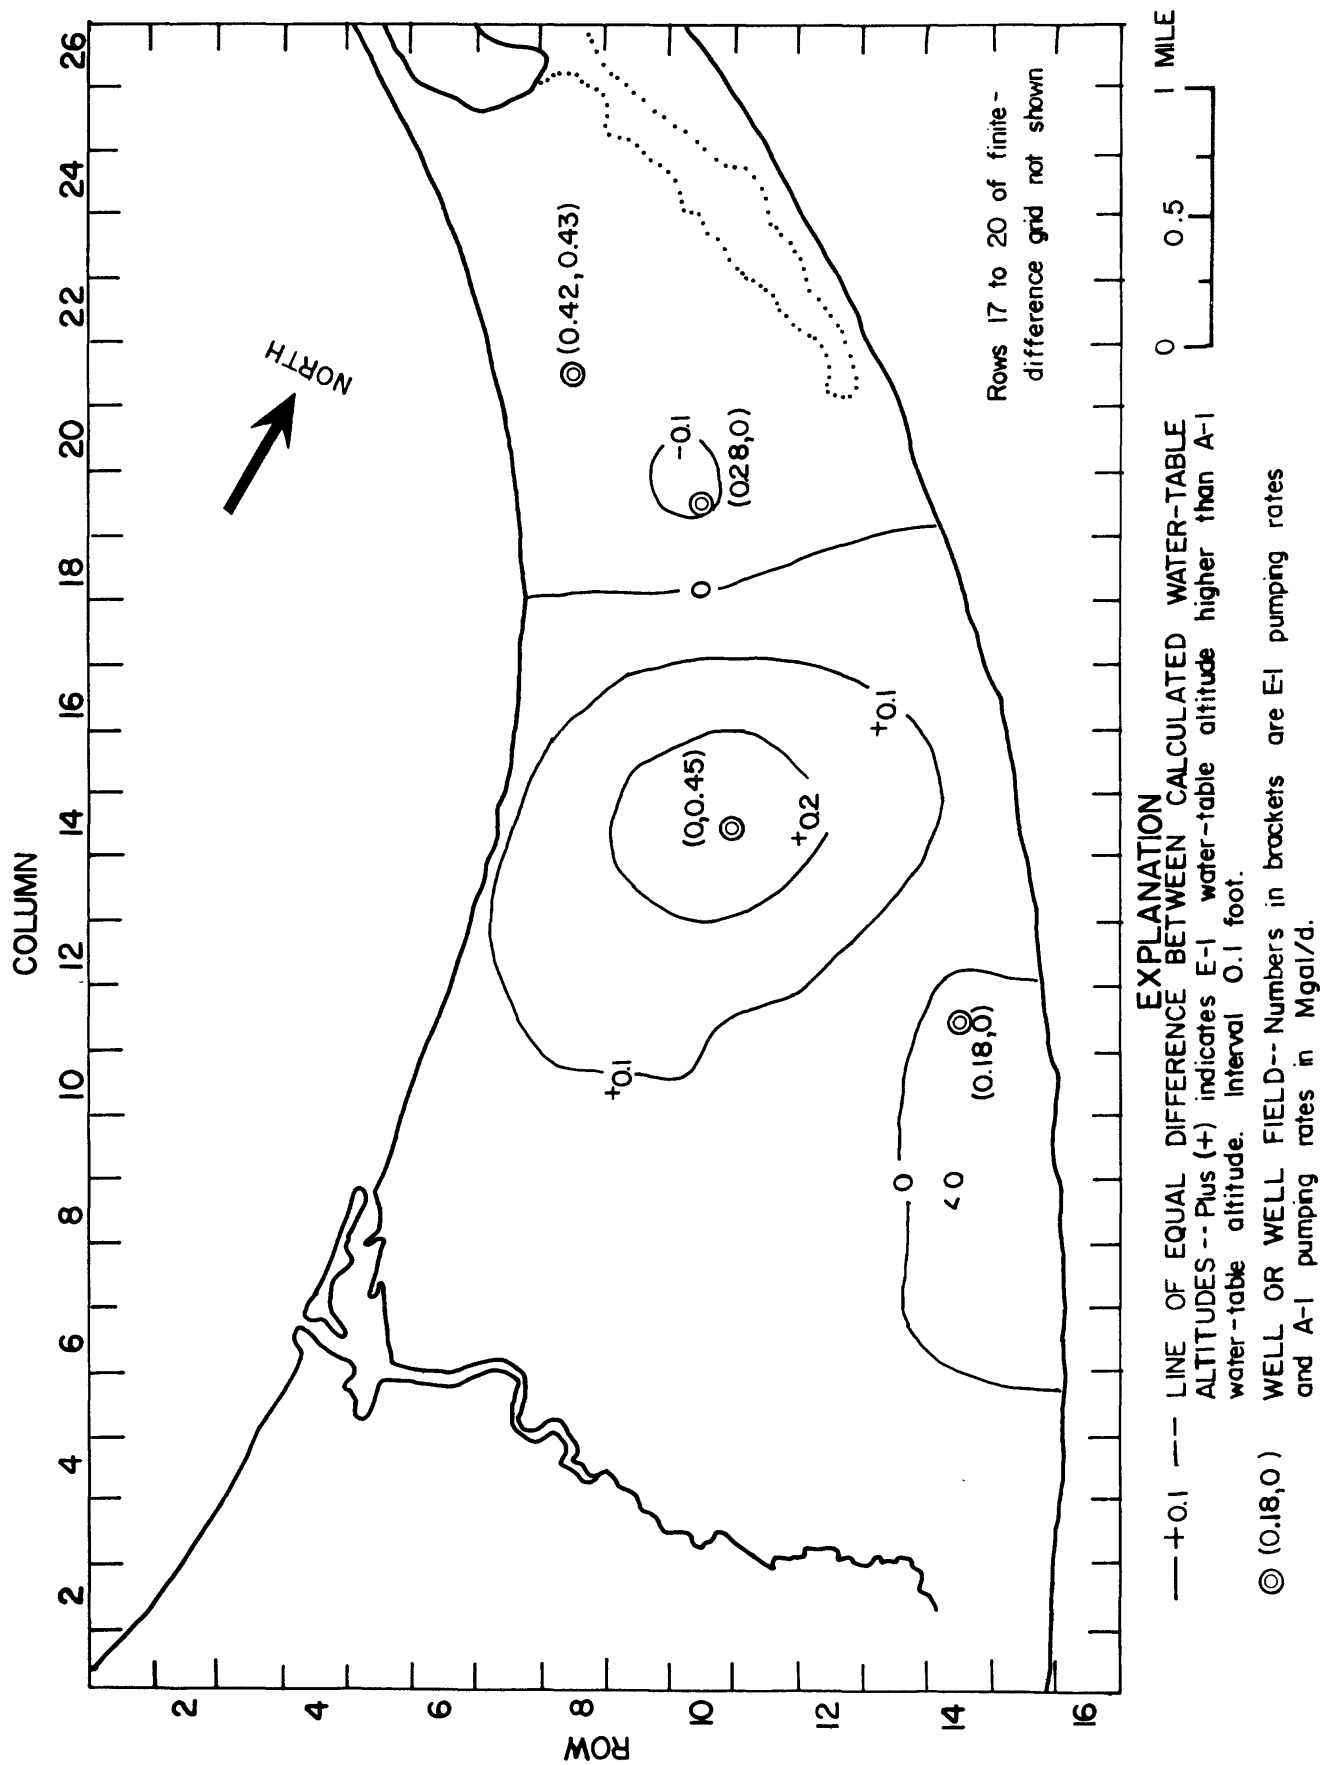 COLUMN
2 4 6 8 10 12 14 16 18 20 22 24 26
ROW
2
4
6
8
10
12
14
16
NORTH
(0.42, 0.43)
-0.1
(0.28,0)
0
+0.1
(0,0.45)
+0.2
+0.1
0
<0
(0.18,0)
Rows 17 to 20 of finite-
difference grid not shown
0 0.5 1 MILE
EXPLANATION
—+0.1 —— LINE OF EQUAL DIFFERENCE BETWEEN CALCULATED WATER-TABLE
ALTITUDES--Plus (+) indicates E-1 water-table altitude higher than A-1
water-table altitude. Interval 0.1 foot.
(0.18,0) WELL OR WELL FIELD--Numbers in brackets are E-1 pumping rates
and A-1 pumping rates in Mgal/d.